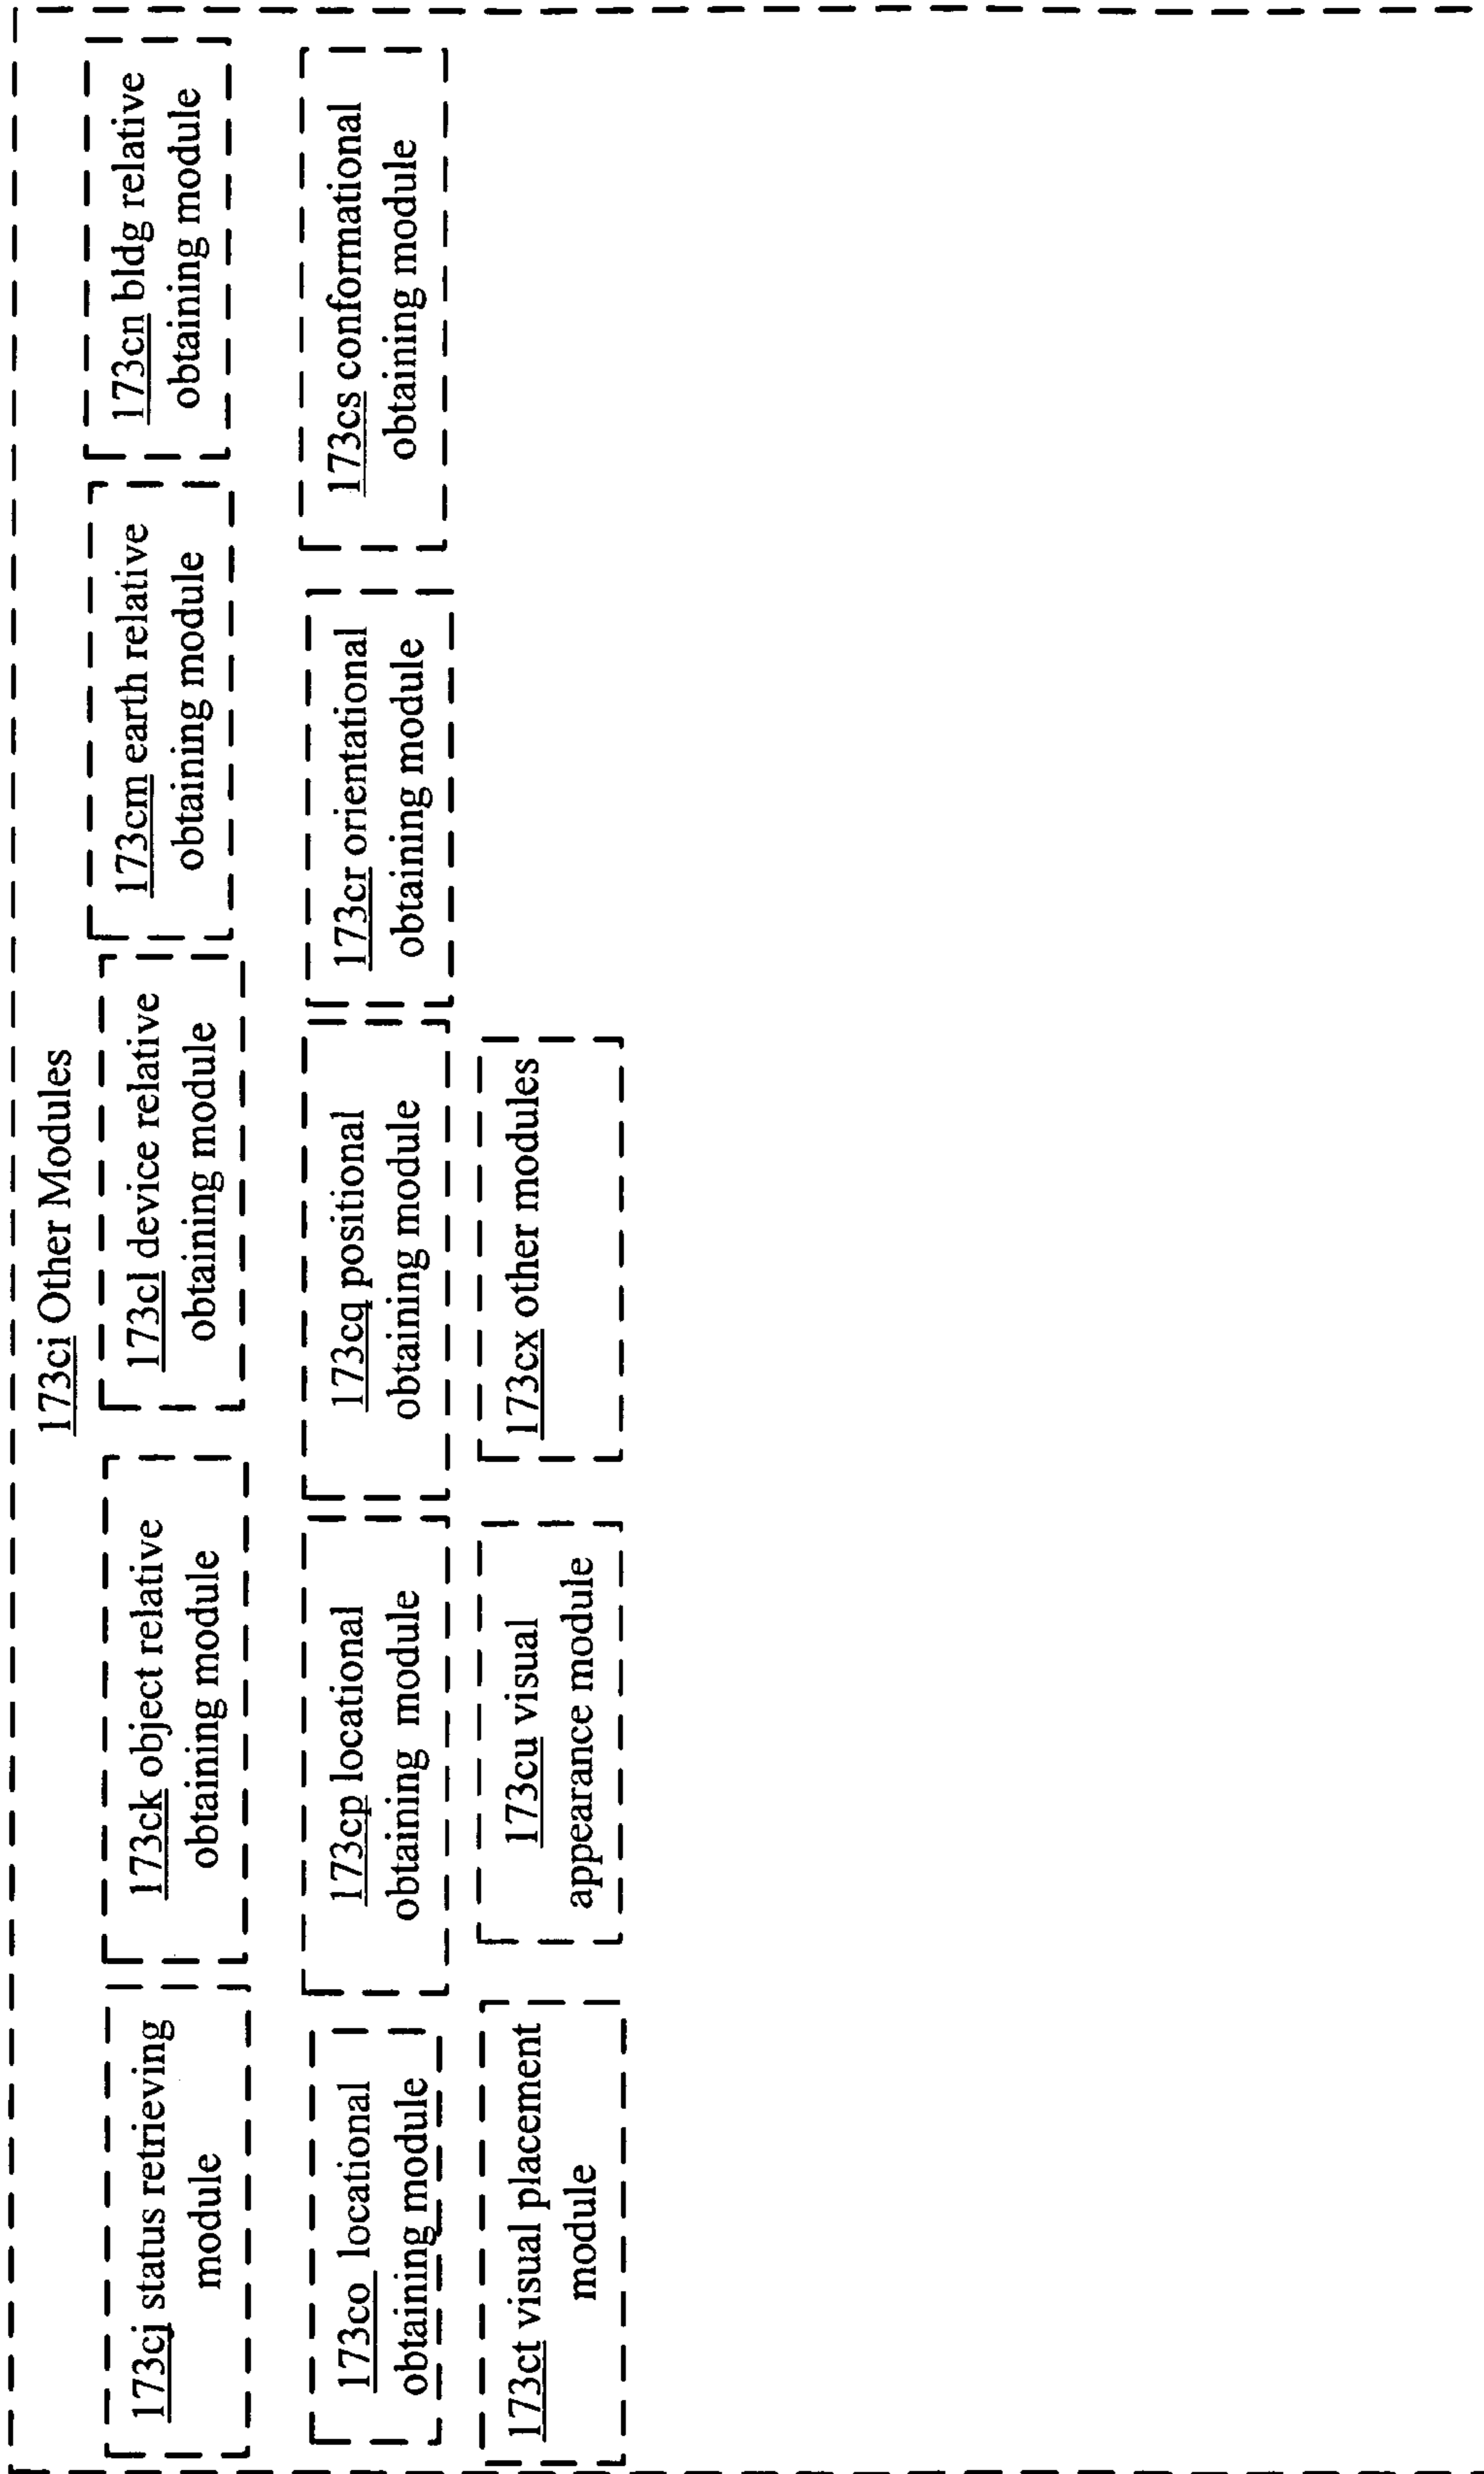 173ci Other Modules
173cj status retrieving
module
173ck object relative
obtaining module
173cl device relative
obtaining module
173cm earth relative
obtaining module
173cn bldg relative
obtaining module
173co locational
obtaining module
173cp locational
obtaining module
173cq positional
obtaining module
173cr orientational
obtaining module
173cs conformational
obtaining module
173ct visual placement
module
173cu visual
appearance module
173cx other modules